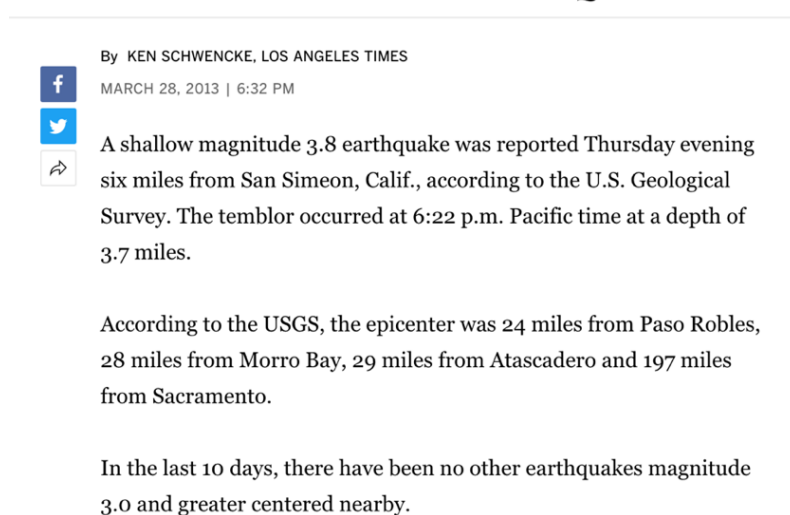 By KEN SCHWENCKE, LOS ANGELES TIMES
MARCH 28, 2013 | 6:32 PM
A shallow magnitude 3.8 earthquake was reported Thursday evening
six miles from San Simeon, Calif., according to the U.S. Geological
Survey. The temblor occurred at 6:22 p.m. Pacific time at a depth of
3.7 miles.
According to the USGS, the epicenter was 24 miles from Paso Robles,
28 miles from Morro Bay, 29 miles from Atascadero and 197 miles
from Sacramento.
In the last 10 days, there have been no other earthquakes magnitude
3.0 and greater centered nearby.